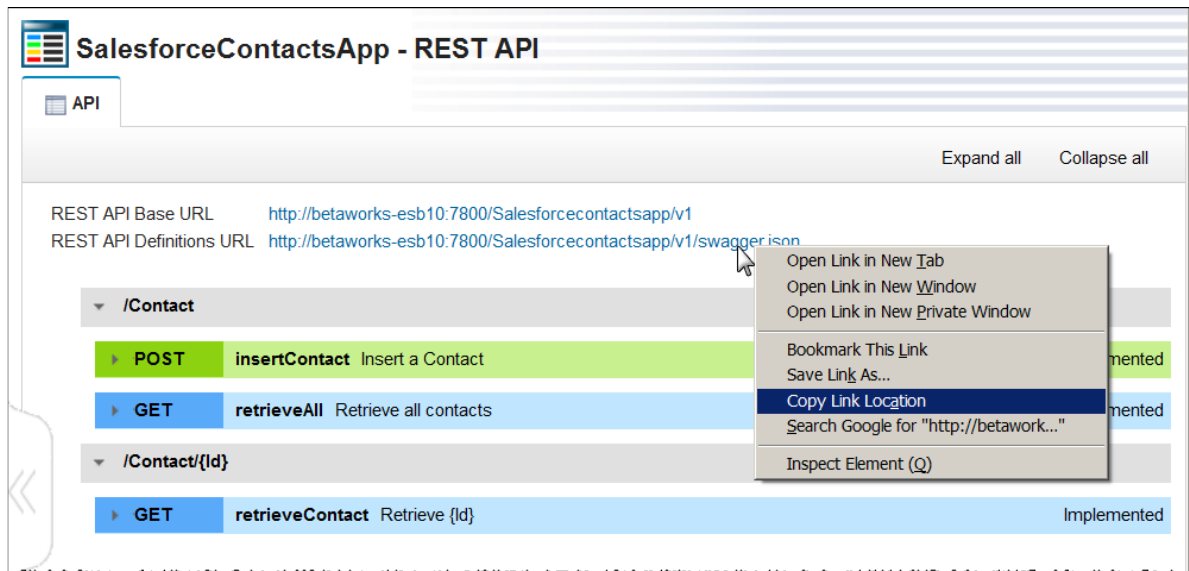 SalesforceContactsApp - REST API
API
Expand all Collapse all
REST API Base URL http://betaworks-esb10:7800/Salesforcecontactsapp/v1
REST API Definitions URL http://betaworks-esb10:7800/Salesforcecontactsapp/v1/swagger.json
Open Link in New Tab
Open Link in New Window
Open Link in New Private Window
Bookmark This Link
Save Link As...
Copy Link Location
Search Google for "http://betawork..."
Inspect Element (Q)
/Contact
POST insertContact Insert a Contact
GET retrieveAll Retrieve all contacts
/Contact/{Id}
GET retrieveContact Retrieve {Id} Implemented